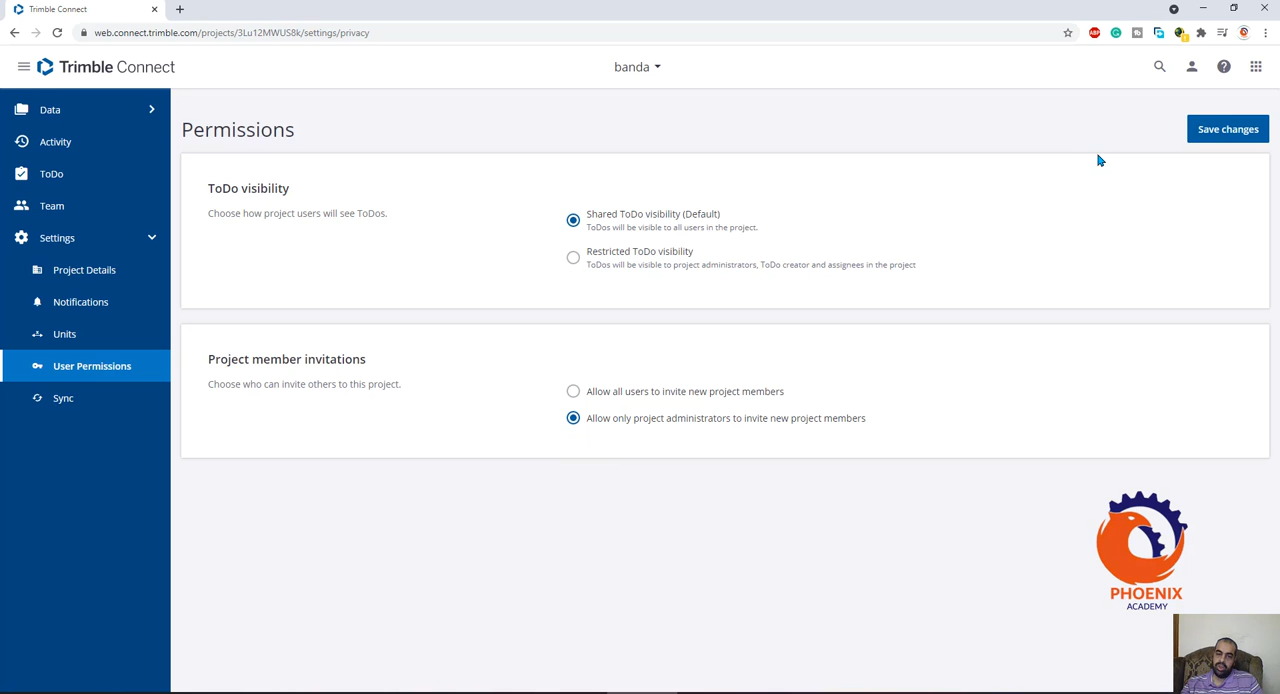 Trimble Connect
web.connect.trimble.com/projects/3Lu12MWUS8k/settings/privacy
ABP
Trimble Connect
banda
Data
Activity
ToDo
Team
Settings
Project Details
Notifications
Units
User Permissions
Sync
Permissions
Save changes
ToDo visibility
Choose how project users will see ToDos.
Shared ToDo visibility (Default)
ToDos will be visible to all users in the project.
Restricted ToDo visibility
ToDos will be visible to project administrators, ToDo creator and assignees in the project
Project member invitations
Choose who can invite others to this project.
Allow all users to invite new project members
Allow only project administrators to invite new project members
PHOENIX
ACADEMY